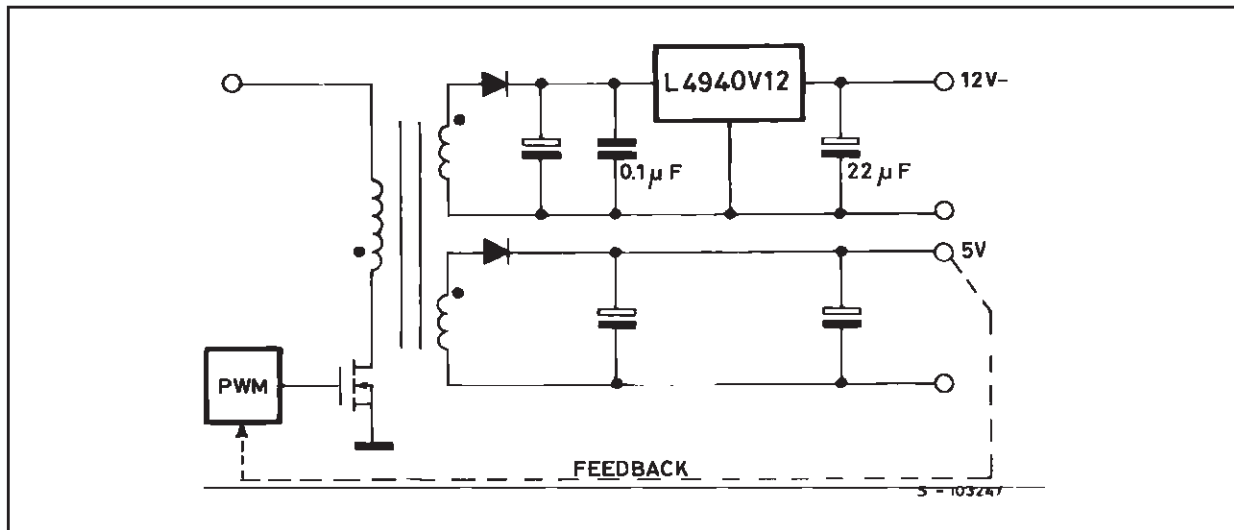 L4940V12
12V-
0.1µF
22µF
5V
PWM
FEEDBACK
S - 103247